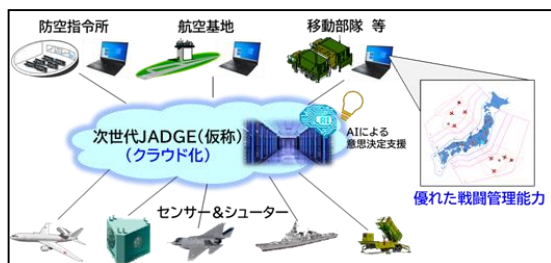 防空指令所
航空基地
移動部隊 等
次世代JADGE(仮称)
(クラウド化)
AI
AIによる
意思決定支援
センサー&シューター
優れた戦闘管理能力